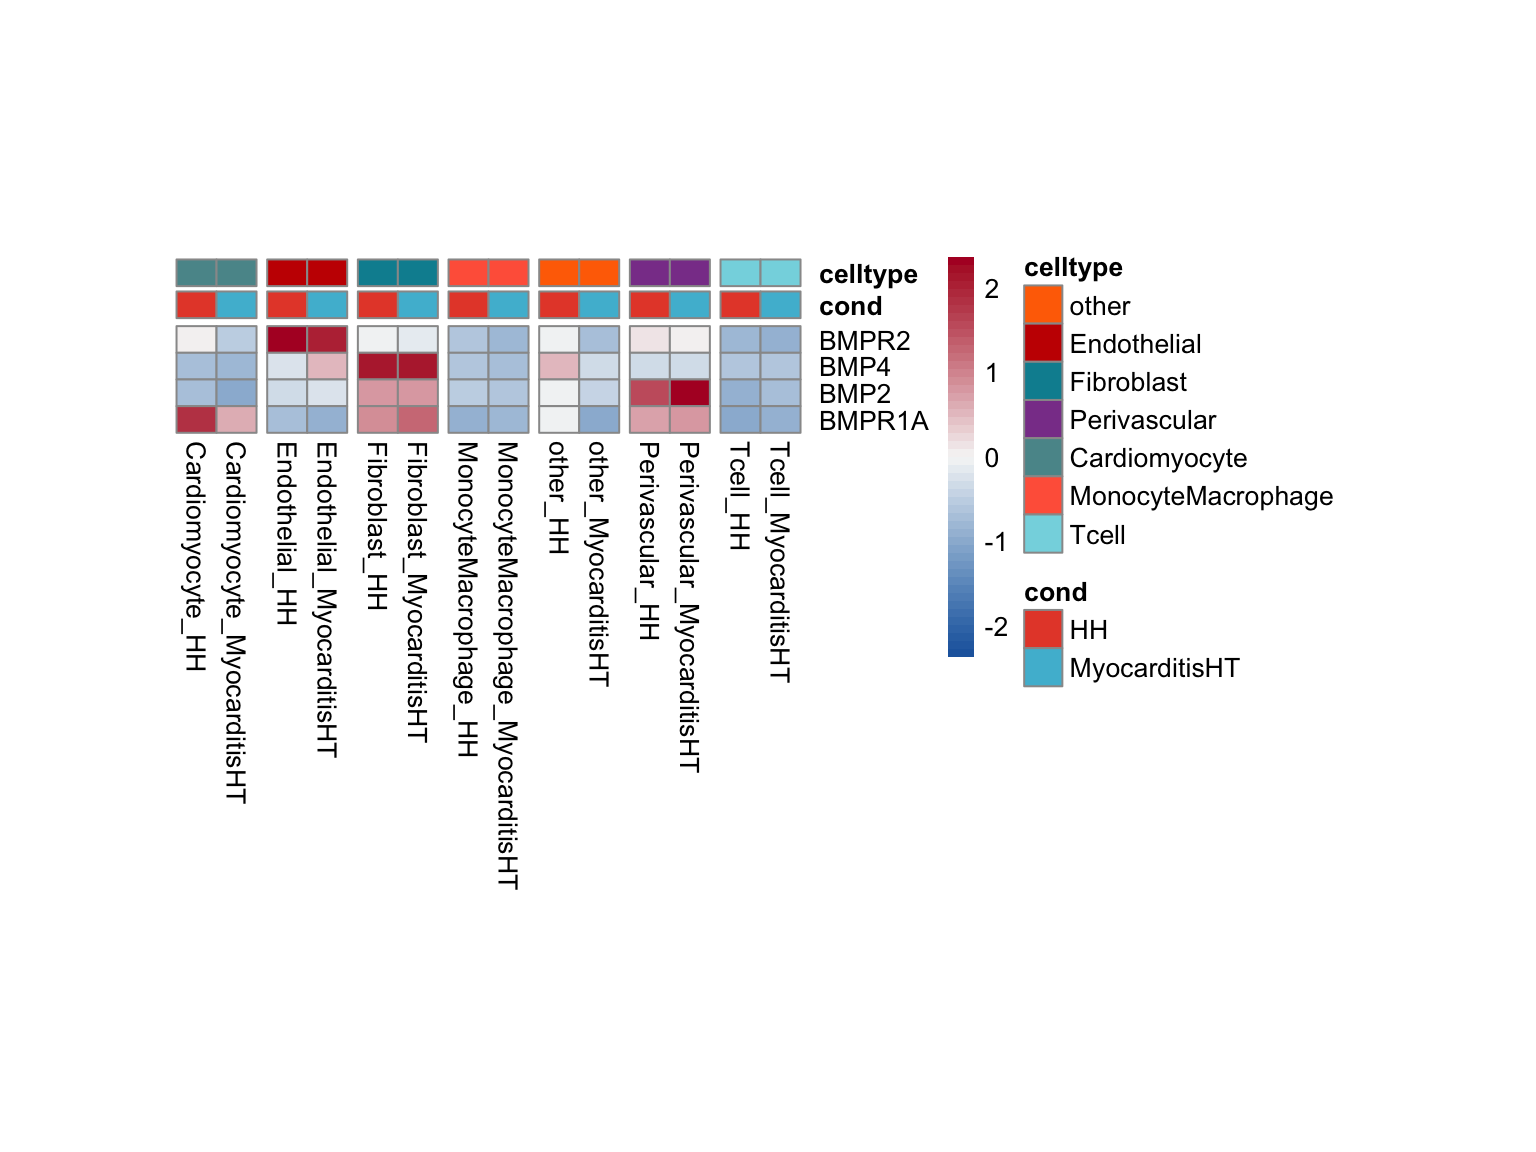 celltype
cond
BMPR2
BMP4
BMP2
BMPR1A
Cardiomyocyte_HH
Cardiomyocyte_MyocarditisHT
Endothelial_HH
Endothelial_MyocarditisHT
Fibroblast_HH
Fibroblast_MyocarditisHT
MonocyteMacrophage_HH
MonocyteMacrophage_MyocarditisHT
other_HH
other_MyocarditisHT
Perivascular_HH
Perivascular_MyocarditisHT
Tcell_HH
Tcell_MyocarditisHT
2
1
0
-1
-2
celltype
other
Endothelial
Fibroblast
Perivascular
Cardiomyocyte
MonocyteMacrophage
Tcell
cond
HH
MyocarditisHT